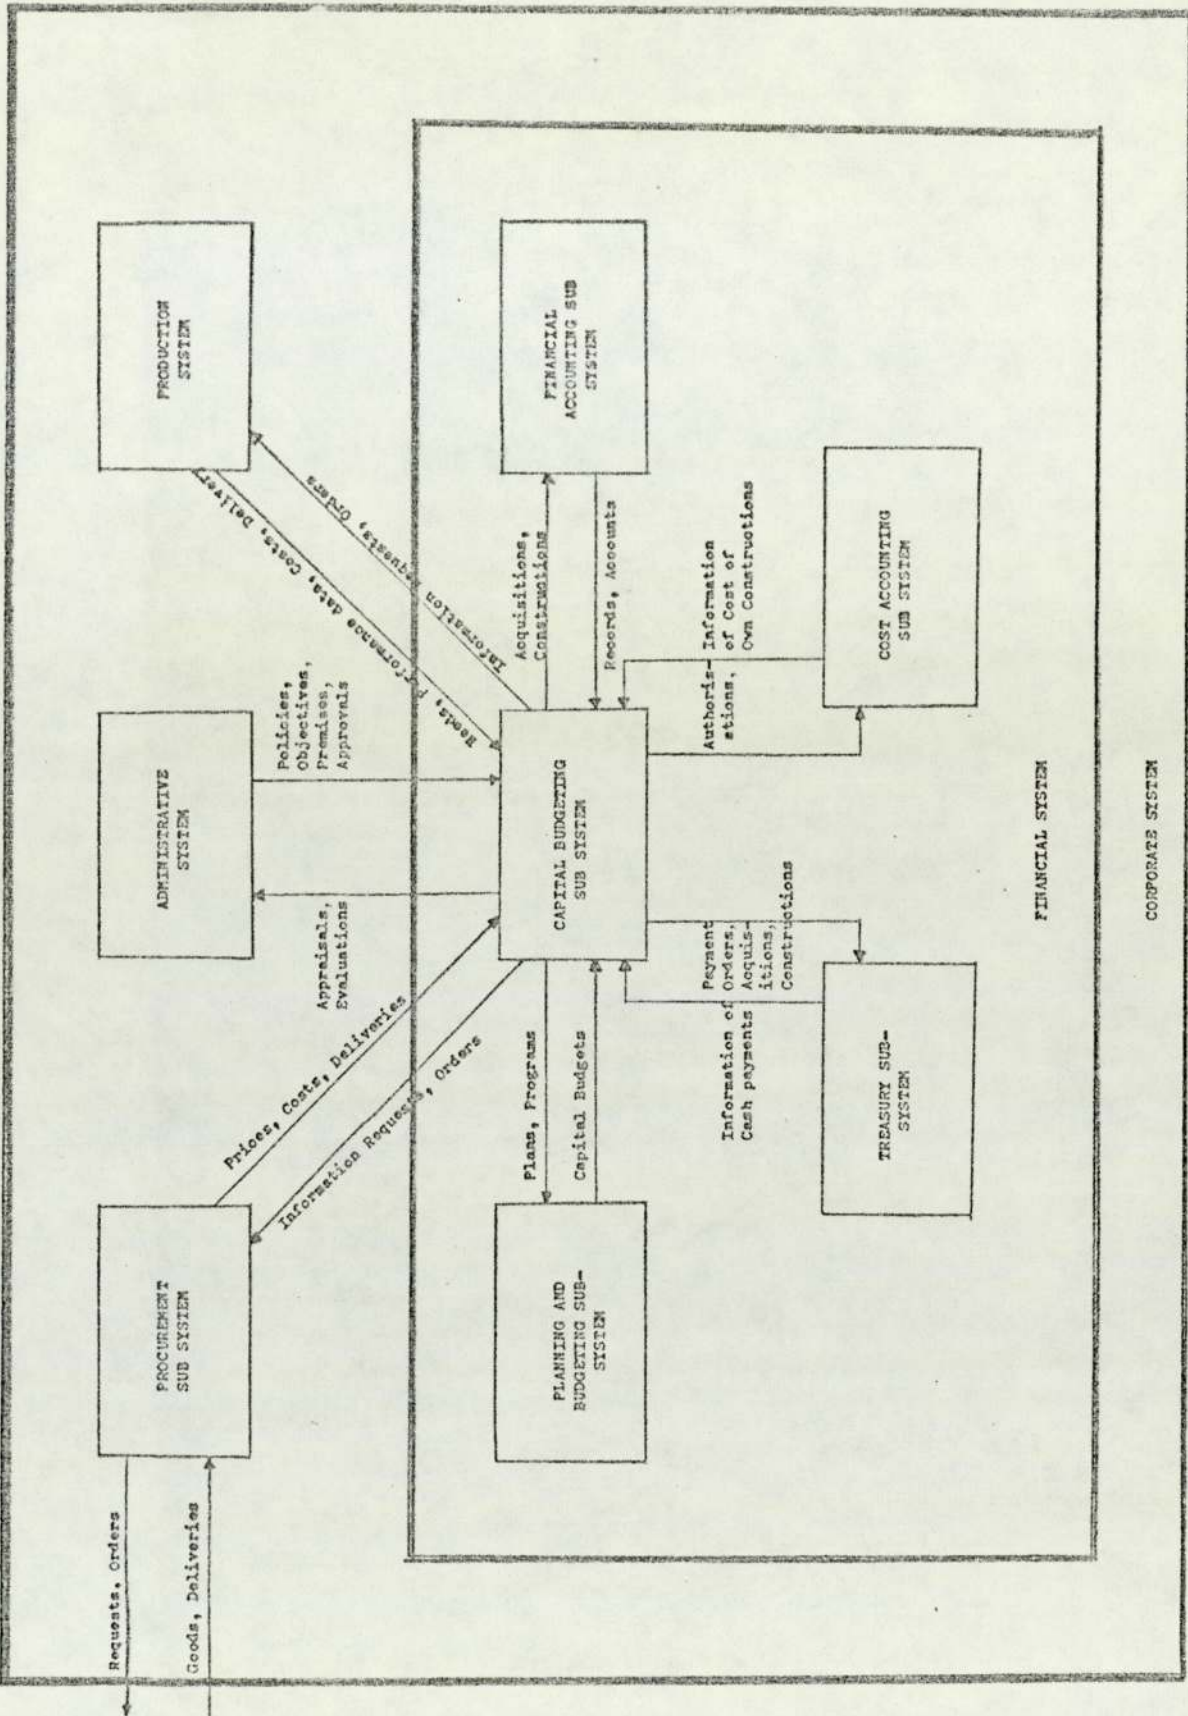 Requests, Orders
Goods, Deliveries
PROCUREMENT
SUB SYSTEM
ADMINISTRATIVE
SYSTEM
PRODUCTION
SYSTEM
Prices, Costs, Deliveries
Information Requests, Orders
Appraisals,
Evaluations
Policies,
Objectives,
Premises,
Approvals
Needs, Performance data, Costs, Delivery
Information Requests, Orders
PLANNING AND
BUDGETING SUB-
SYSTEM
Plans, Programs
Capital Budgets
CAPITAL BUDGETING
SUB SYSTEM
Acquisitions,
Constructions
Records, Accounts
FINANCIAL
ACCOUNTING SUB
SYSTEM
Information of
Cash payments
Payment
Orders,
Acquis-
itions,
Constructions
Authoris-
ations,
Information
of Cost of
Own Constructions
TREASURY SUB-
SYSTEM
COST ACCOUNTING
SUB SYSTEM
FINANCIAL SYSTEM
CORPORATE SYSTEM